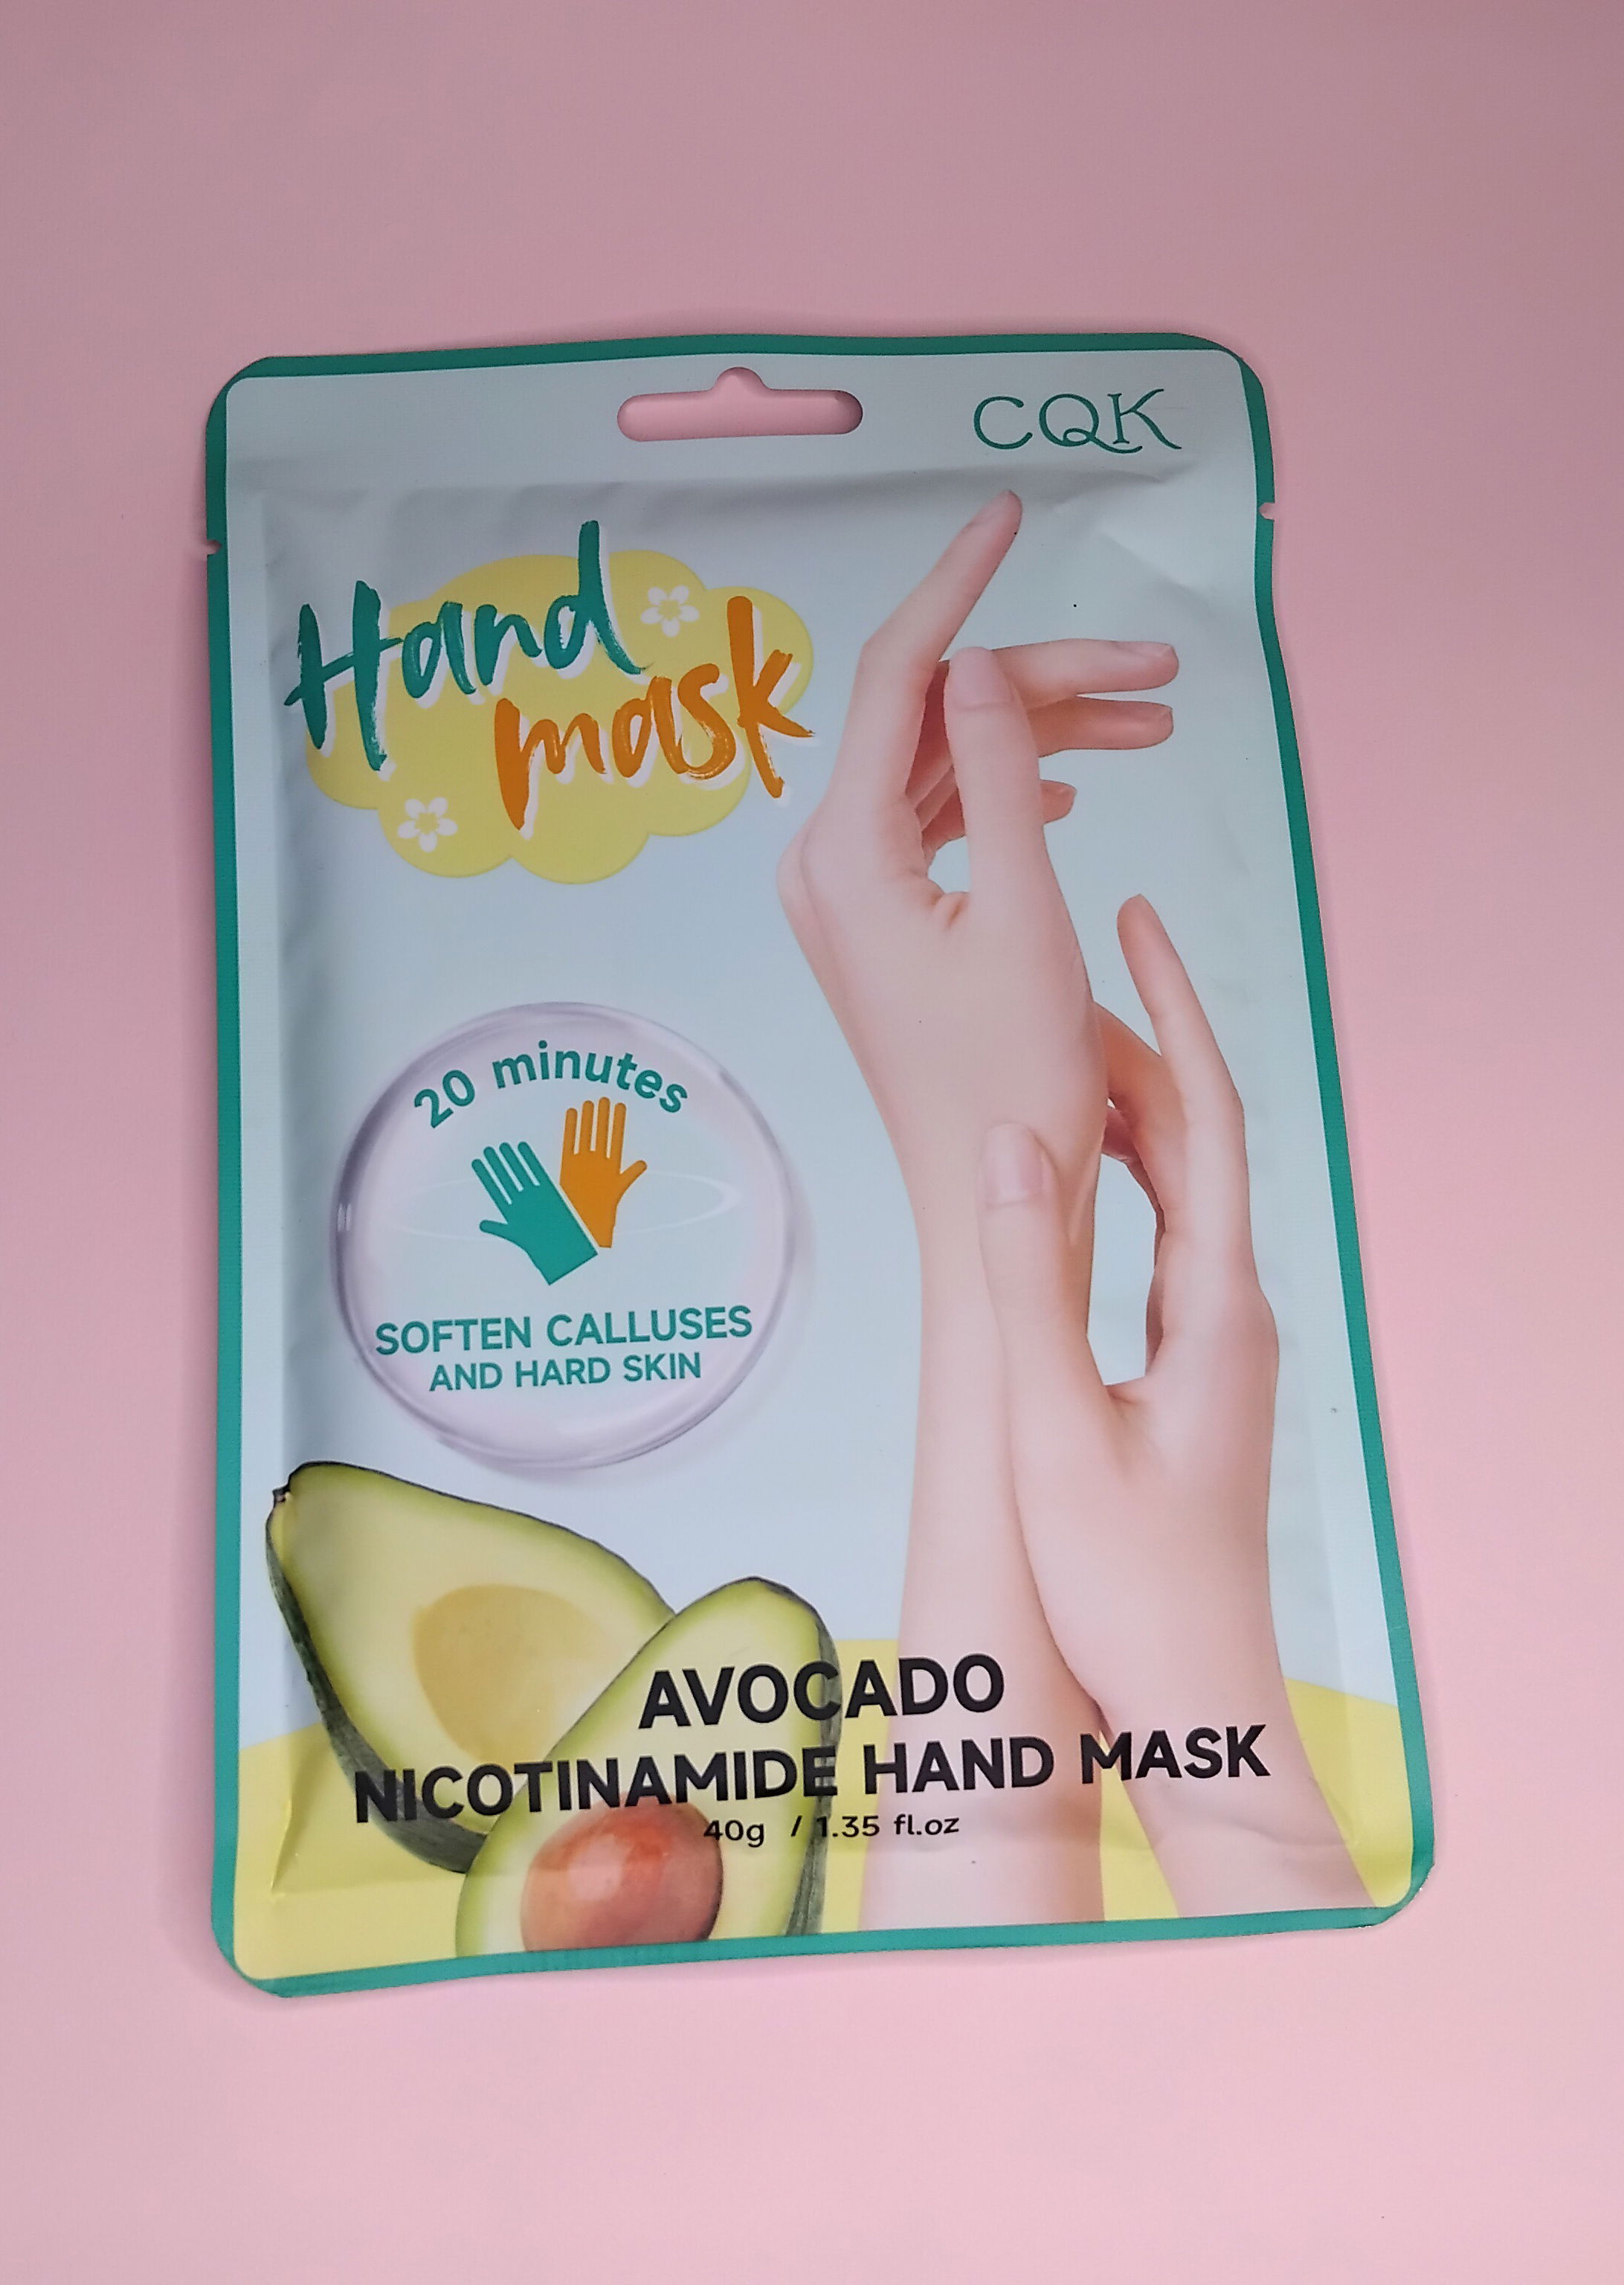 CQK
Hand
mask
20 minutes
SOFTEN CALLUSES
AND HARD SKIN
AVOCADO
NICOTINAMIDE HAND MASK
40g / 1.35 fl.oz